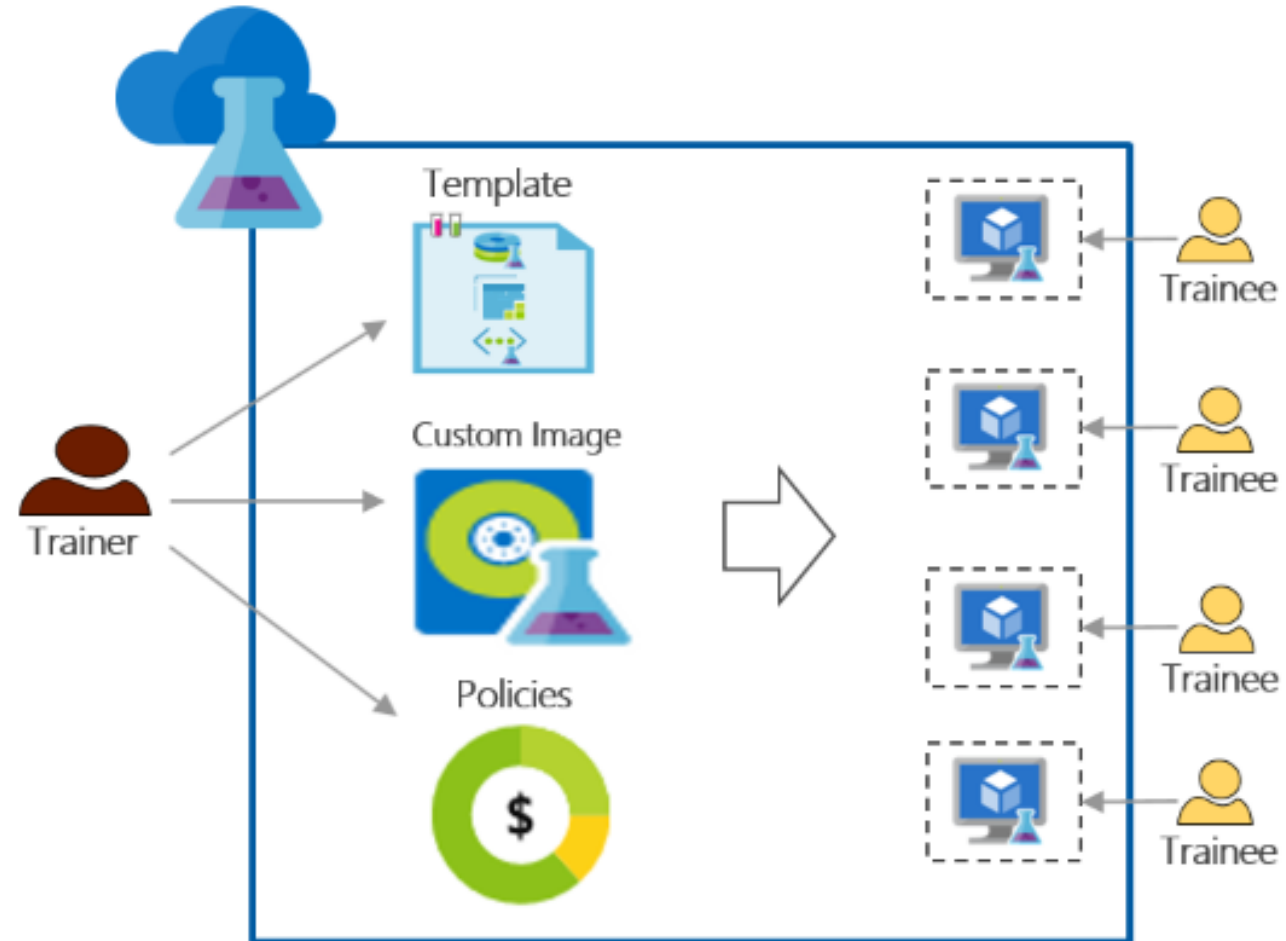 Template
Trainee
Custom Image
Trainee
Trainer
Trainee
Policies
$
Trainee